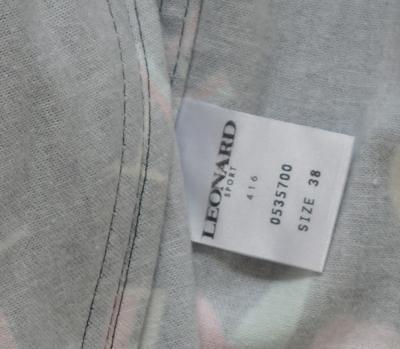 LEONARD
SPORT
416
0535700
SIZE 38